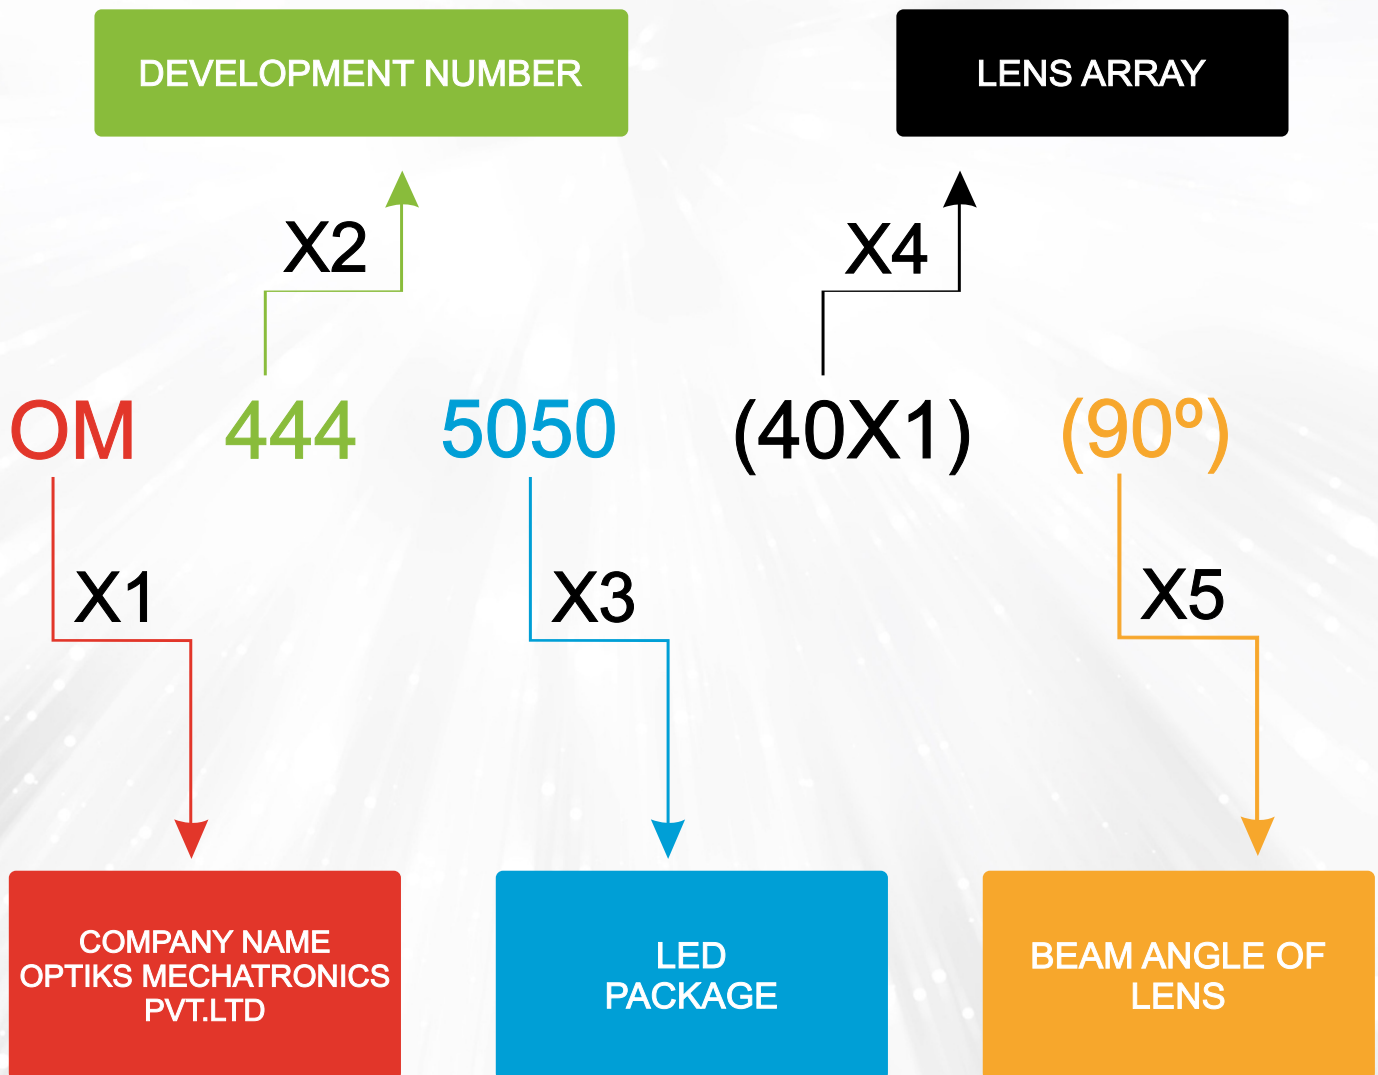 DEVELOPMENT NUMBER
LENS ARRAY
X2
X4
OM 444 5050 (40X1) (90º)
X1
X3
X5
COMPANY NAME
OPTIKS MECHATRONICS
PVT.LTD
LED
PACKAGE
BEAM ANGLE OF
LENS